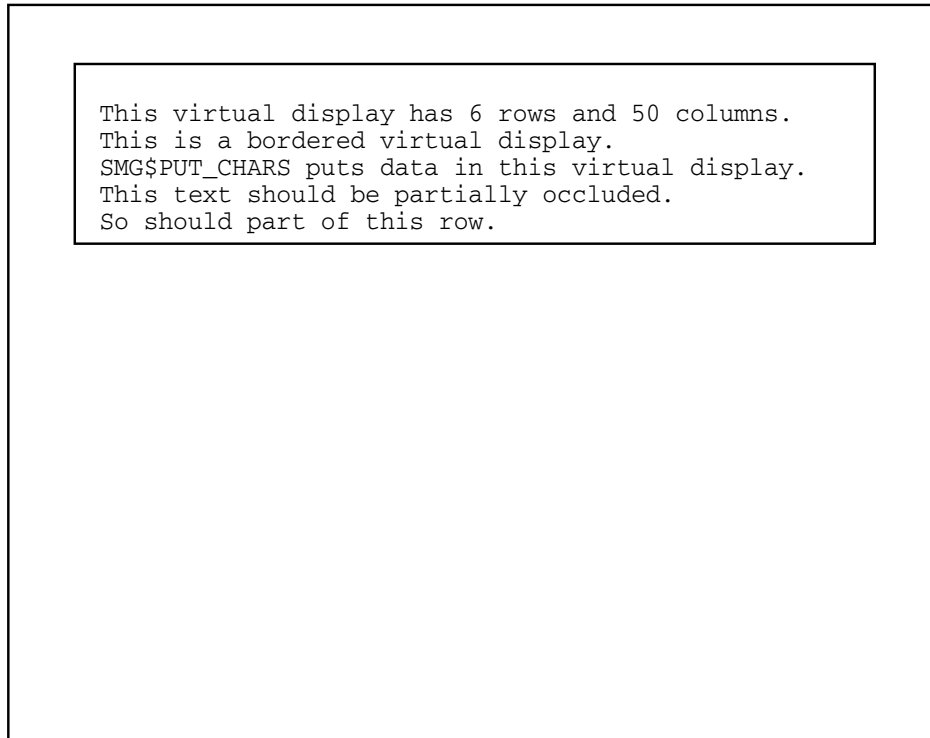 This virtual display has 6 rows and 50 columns.
This is a bordered virtual display.
SMG$PUT_CHARS puts data in this virtual display.
This text should be partially occluded.
So should part of this row.